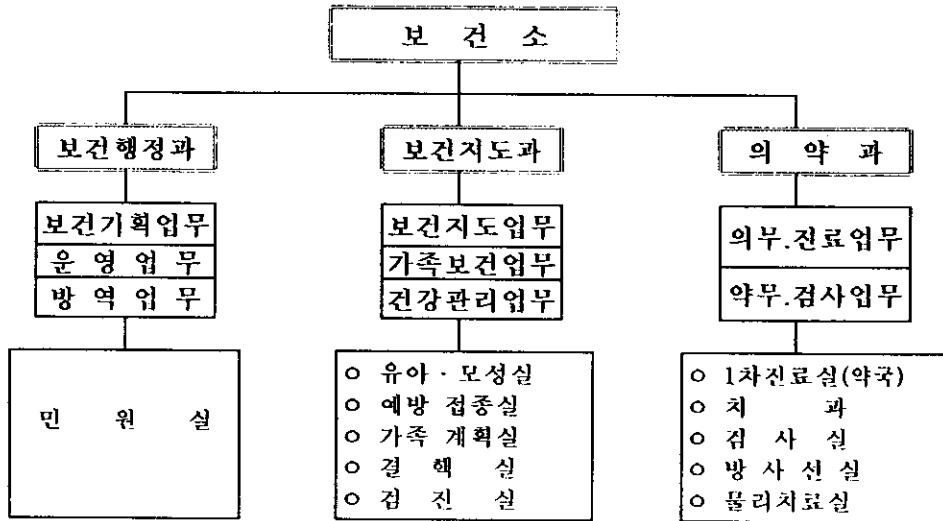 보 건 소
보건행정과
보건지도과
의 약 과
보건기획업무
운 영 업 무
방 역 업 무
보건지도업무
가족보건업무
건강관리업무
의무.진료업무
약무.검사업무
민 원 실
○ 유아 · 모성실
○ 예방 접종실
○ 가족 계획실
○ 결 핵 실
○ 검 진 실
○ 1차진료실(약국)
○ 치 과
○ 검 사 실
○ 방 사 선 실
○ 물리치료실